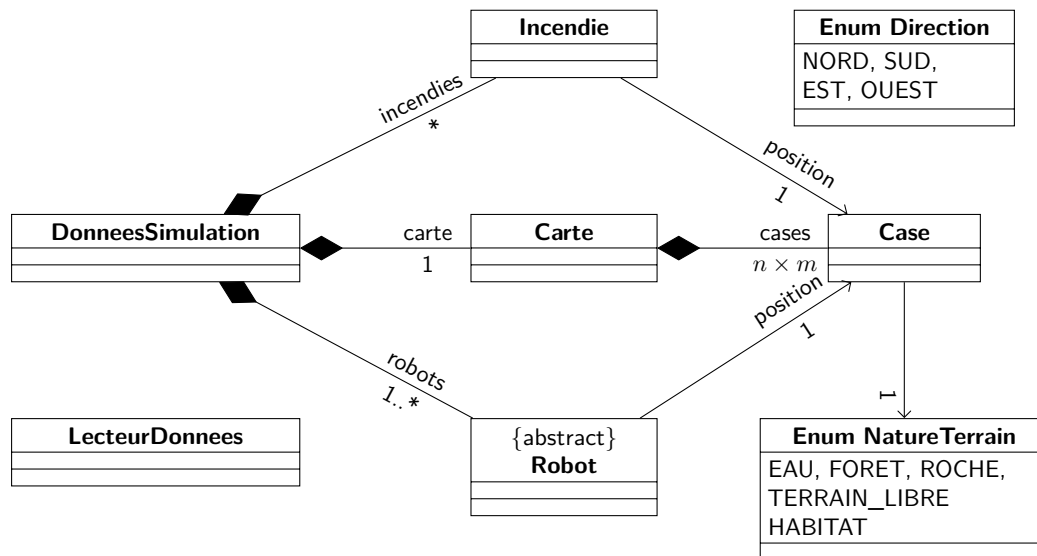 Incendie
Enum Direction
NORD, SUD,
EST, OUEST
incendies
*
position
1
DonneesSimulation
carte
1
Carte
cases
n × m
Case
position
1
robots
1..*
1
LecteurDonnees
{abstract}
Robot
Enum NatureTerrain
EAU, FORET, ROCHE,
TERRAIN_LIBRE
HABITAT